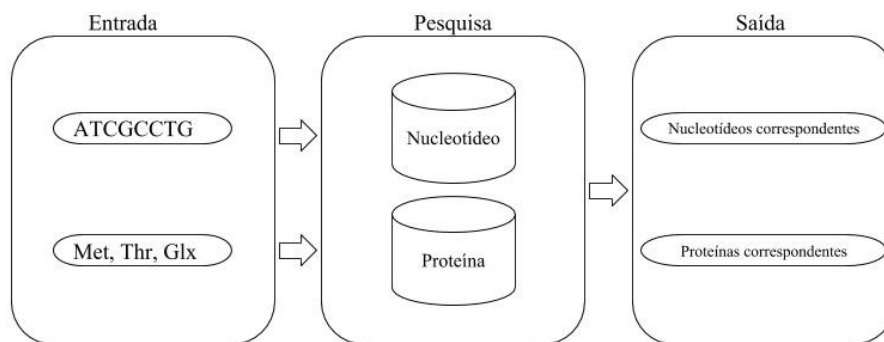 Entrada
Pesquisa
Saída
ATCGCCTG
Nucleotídeo
Nucleotídeos correspondentes
Met, Thr, Glx
Proteína
Proteínas correspondentes